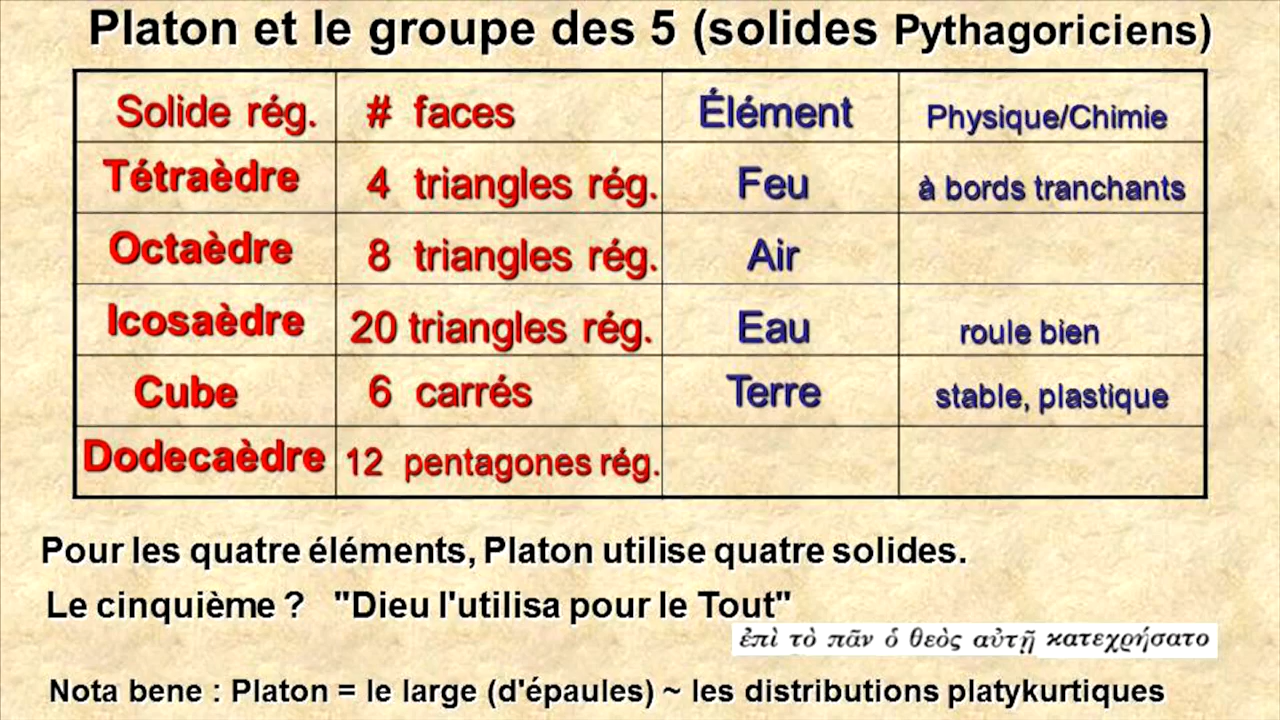 Platon et le groupe des 5 (solides Pythagoriciens)
Solide rég. # faces Élément Physique/Chimie
Tétraèdre 4 triangles rég. Feu à bords tranchants
Octaèdre 8 triangles rég. Air
Icosaèdre 20 triangles rég. Eau roule bien
Cube 6 carrés Terre stable, plastique
Dodecaèdre 12 pentagones rég.
Pour les quatre éléments, Platon utilise quatre solides.
Le cinquième ? "Dieu l'utilisa pour le Tout"
ἐπὶ τὸ πᾶν ὁ θεὸς αὐτῇ κατεχρήσατο
Nota bene : Platon = le large (d'épaules) ~ les distributions platykurtiques